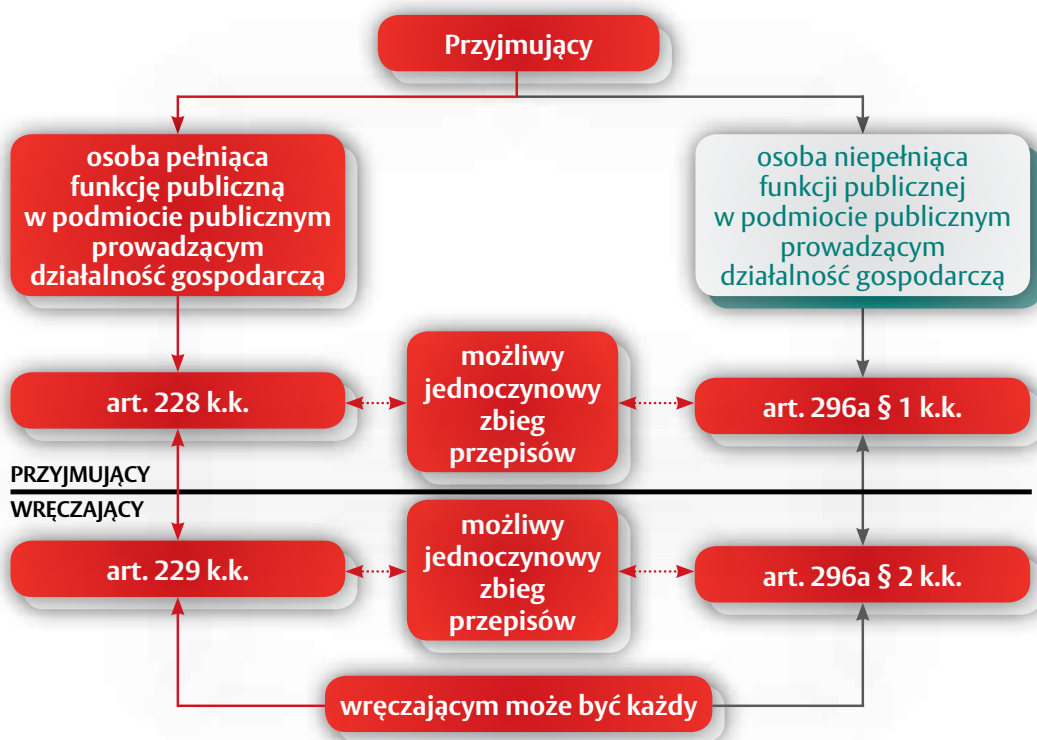 Przyjmujący
osoba pełniąca
funkcję publiczną
w podmiocie publicznym
prowadzącym
działalność gospodarczą
osoba niepełniąca
funkcji publicznej
w podmiocie publicznym
prowadzącym
działalność gospodarczą
art. 228 k.k.
możliwy
jednoczynowy
zbieg
przepisów
art. 296a § 1 k.k.
PRZYJMUJĄCY
WRĘCZAJĄCY
art. 229 k.k.
możliwy
jednoczynowy
zbieg
przepisów
art. 296a § 2 k.k.
wręczającym może być każdy